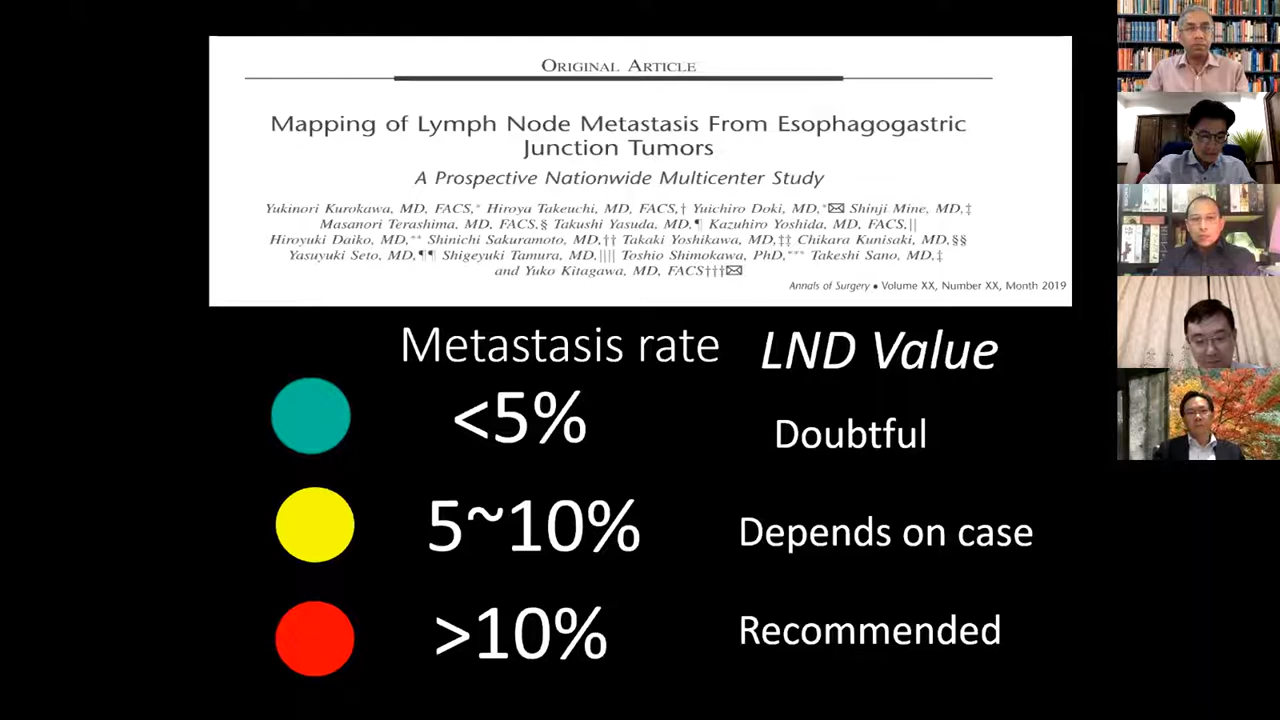 ORIGINAL ARTICLE
Mapping of Lymph Node Metastasis From Esophagogastric
Junction Tumors
A Prospective Nationwide Multicenter Study
Yukinori Kurokawa, MD, FACS,* Hiroya Takeuchi, MD, FACS,† Yuichiro Doki, MD,*✉ Shinji Mine, MD,‡
Masanori Terashima, MD, FACS,§ Takushi Yasuda, MD,¶ Kazuhiro Yoshida, MD, FACS,||
Hiroyuki Daiko, MD,** Shinichi Sakuramoto, MD,†† Takaki Yoshikawa, MD,‡‡ Chikara Kunisaki, MD,§§
Yasuyuki Seto, MD,¶¶ Shigeyuki Tamura, MD,|||| Toshio Shimokawa, PhD,*** Takeshi Sano, MD,‡
and Yuko Kitagawa, MD, FACS†††✉
Annals of Surgery • Volume XX, Number XX, Month 2019
Metastasis rate LND Value
<5% Doubtful
5~10% Depends on case
>10% Recommended